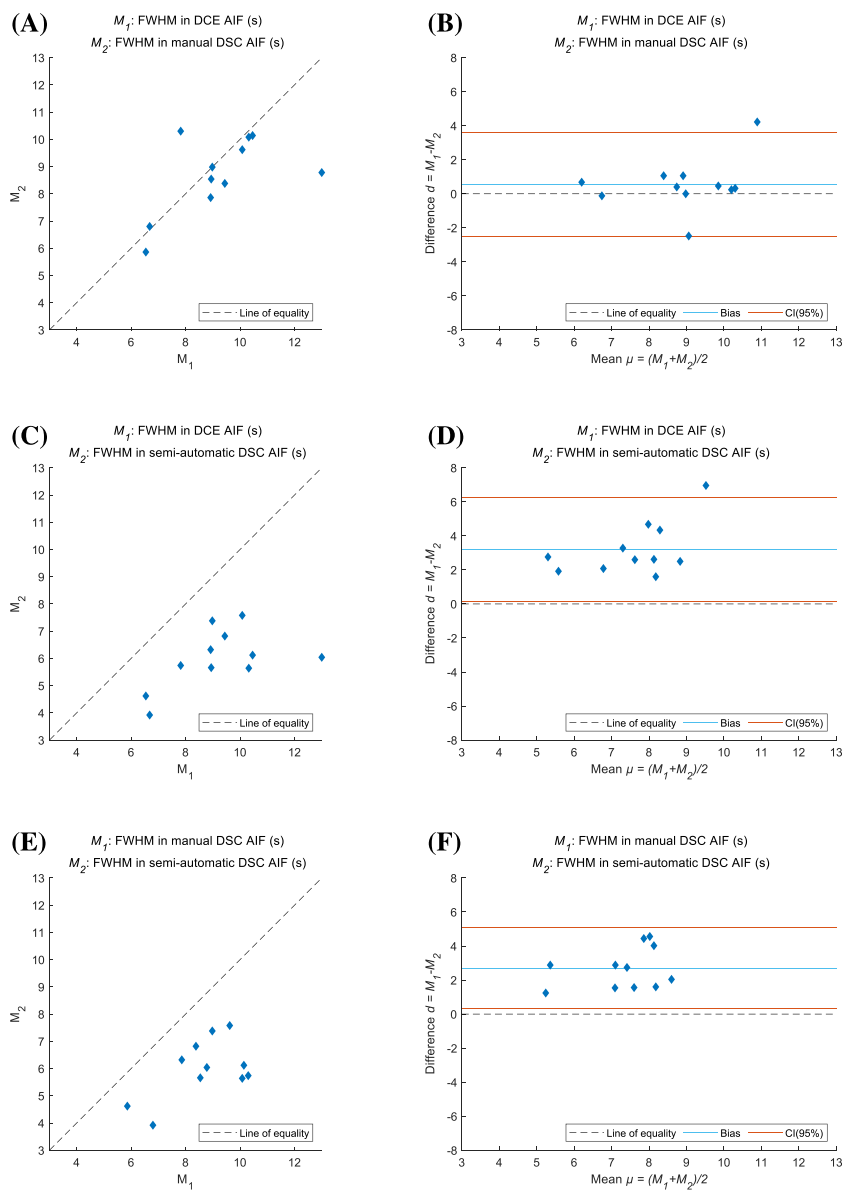 (A)
M1: FWHM in DCE AIF (s)
M2: FWHM in manual DSC AIF (s)
13
12
11
10
9
8
7
6
5
4
3
M2
4 6 8 10 12
M1
Line of equality
(B)
M1: FWHM in DCE AIF (s)
M2: FWHM in manual DSC AIF (s)
8
6
4
2
0
-2
-4
-6
-8
Difference d = M1-M2
Line of equality Bias CI(95%)
3 4 5 6 7 8 9 10 11 12 13
Mean μ = (M1+M2)/2
(C)
M1: FWHM in DCE AIF (s)
M2: FWHM in semi-automatic DSC AIF (s)
13
12
11
10
9
8
7
6
5
4
3
M2
Line of equality
4 6 8 10 12
M1
(D)
M1: FWHM in DCE AIF (s)
M2: FWHM in semi-automatic DSC AIF (s)
8
6
4
2
0
-2
-4
-6
-8
Difference d = M1-M2
Line of equality Bias CI(95%)
3 4 5 6 7 8 9 10 11 12 13
Mean μ = (M1+M2)/2
(E)
M1: FWHM in manual DSC AIF (s)
M2: FWHM in semi-automatic DSC AIF (s)
13
12
11
10
9
8
7
6
5
4
3
M2
Line of equality
4 6 8 10 12
M1
(F)
M1: FWHM in manual DSC AIF (s)
M2: FWHM in semi-automatic DSC AIF (s)
8
6
4
2
0
-2
-4
-6
-8
Difference d = M1-M2
Line of equality Bias CI(95%)
3 4 5 6 7 8 9 10 11 12 13
Mean μ = (M1+M2)/2